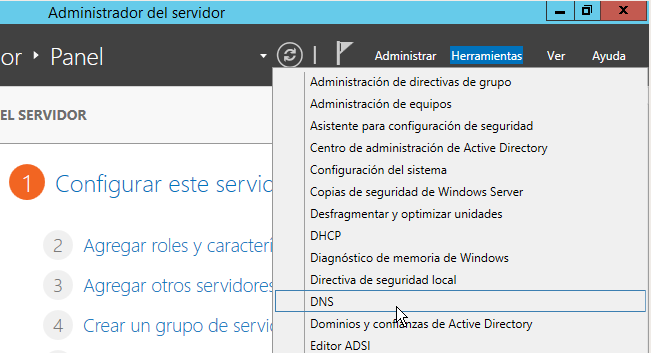 Administrador del servidor
or ‣ Panel
Administrar Herramientas Ver Ayuda
Administración de directivas de grupo
Administración de equipos
Asistente para configuración de seguridad
Centro de administración de Active Directory
Configuración del sistema
Copias de seguridad de Windows Server
Desfragmentar y optimizar unidades
DHCP
Diagnóstico de memoria de Windows
Directiva de seguridad local
DNS
Dominios y confianzas de Active Directory
Editor ADSI
EL SERVIDOR
1 Configurar este servid
2 Agregar roles y caracterí
3 Agregar otros servidores
4 Crear un grupo de servid